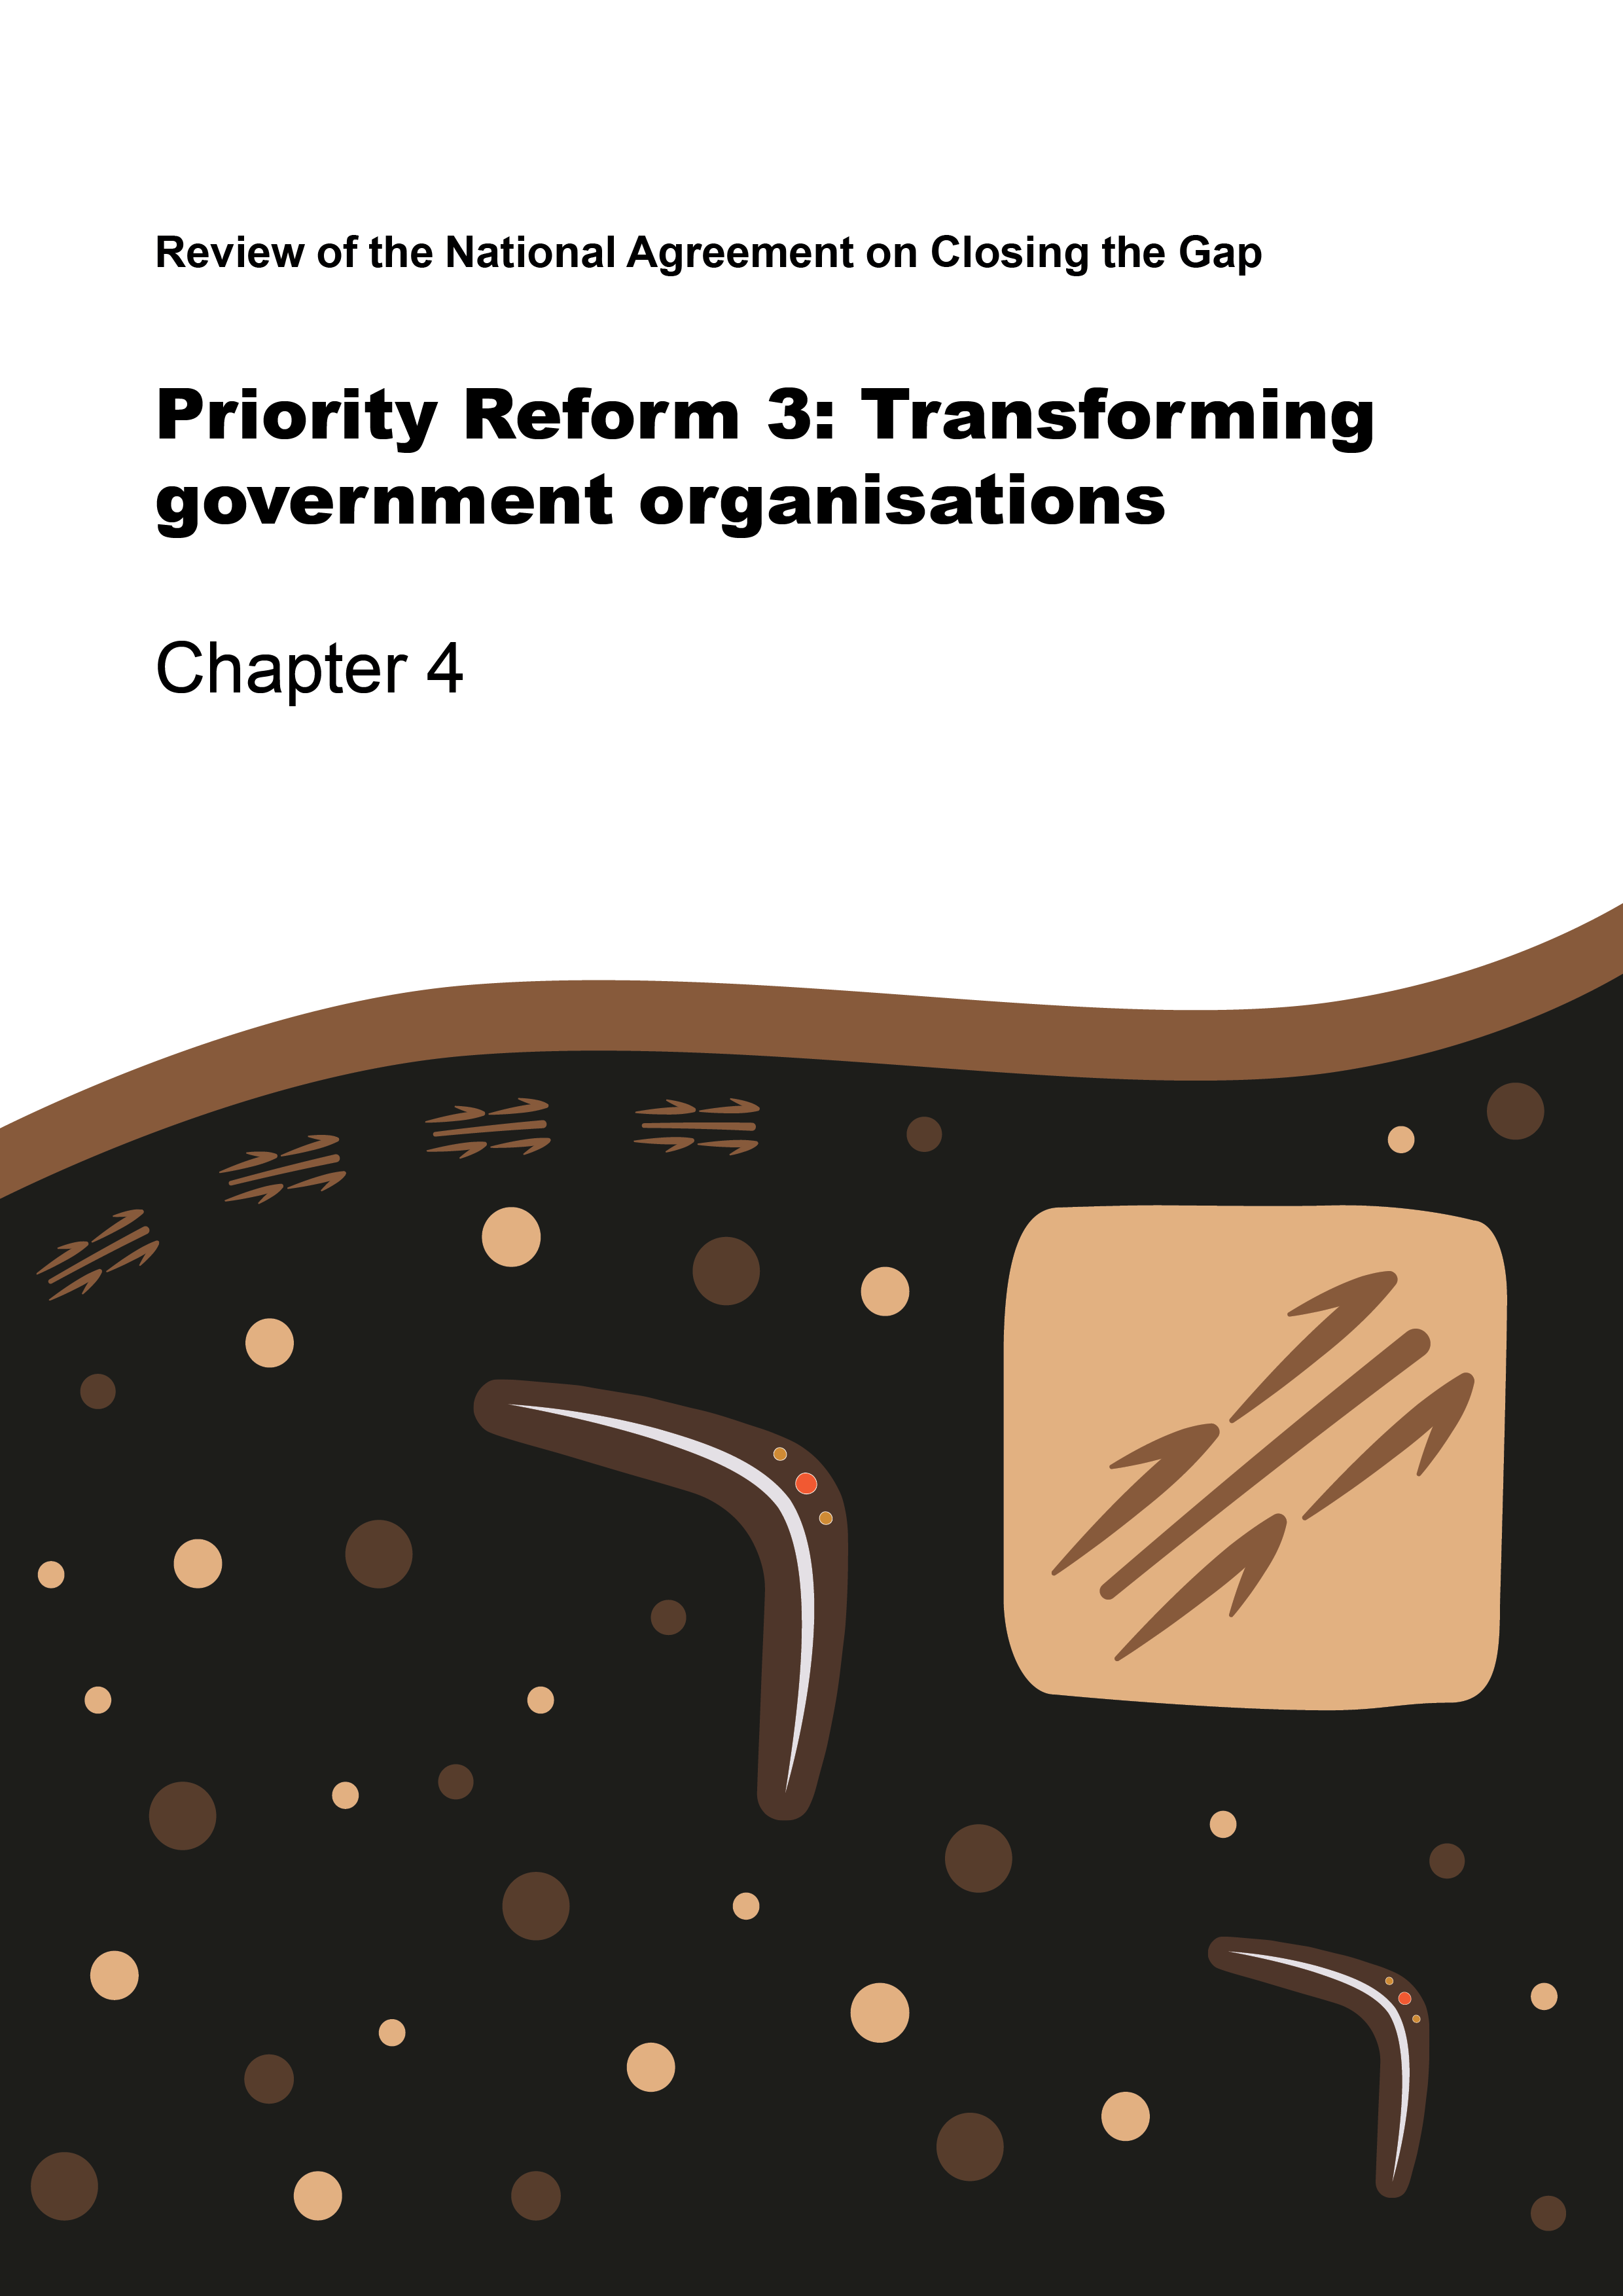 Review of the National Agreement on Closing the Gap
Priority Reform 3: Transforming
government organisations
Chapter 4